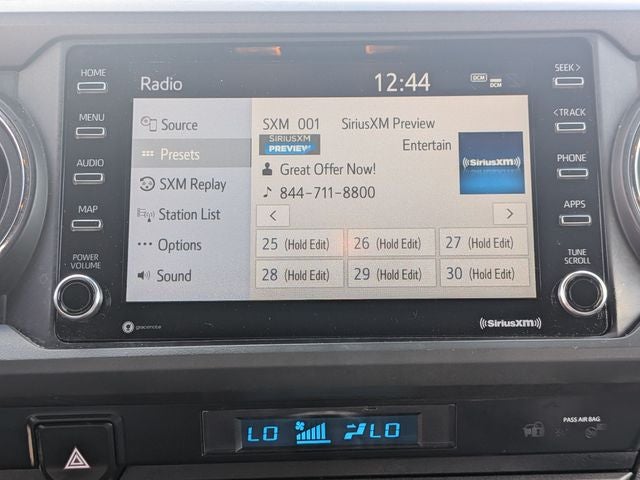 HOME
MENU
AUDIO
MAP
POWER
VOLUME
Radio
12:44
DCM
DCM
Source
Presets
SXM Replay
Station List
Options
Sound
SXM 001 SiriusXM Preview
SIRIUSXM
PREVIEW
Entertain
Great Offer Now!
844-711-8800
((SiriusXM))
< >
25 (Hold Edit) 26 (Hold Edit) 27 (Hold Edit)
28 (Hold Edit) 29 (Hold Edit) 30 (Hold Edit)
SEEK >
< TRACK
PHONE
APPS
TUNE
SCROLL
gracenote
((SiriusXM))
LO LO
PASS AIR BAG